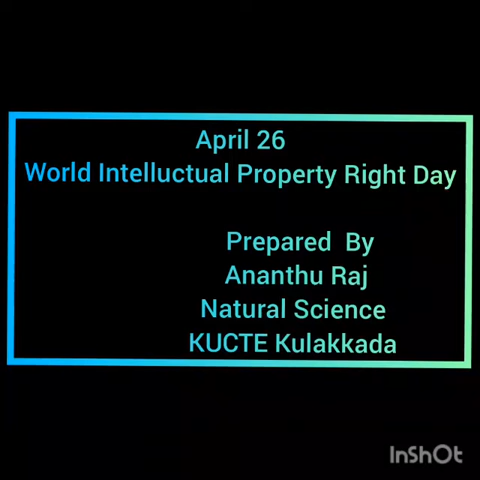 April 26
World Intelluctual Property Right Day
Prepared By
Ananthu Raj
Natural Science
KUCTE Kulakkada
InShOt